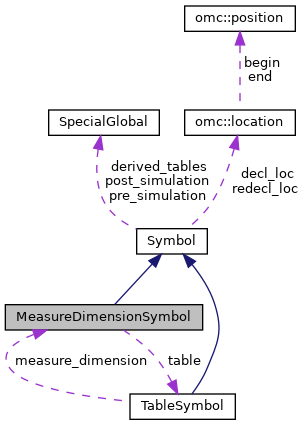 omc::position
begin
end
SpecialGlobal
omc::location
derived_tables
post_simulation
pre_simulation
decl_loc
redecl_loc
Symbol
MeasureDimensionSymbol
measure_dimension
table
TableSymbol